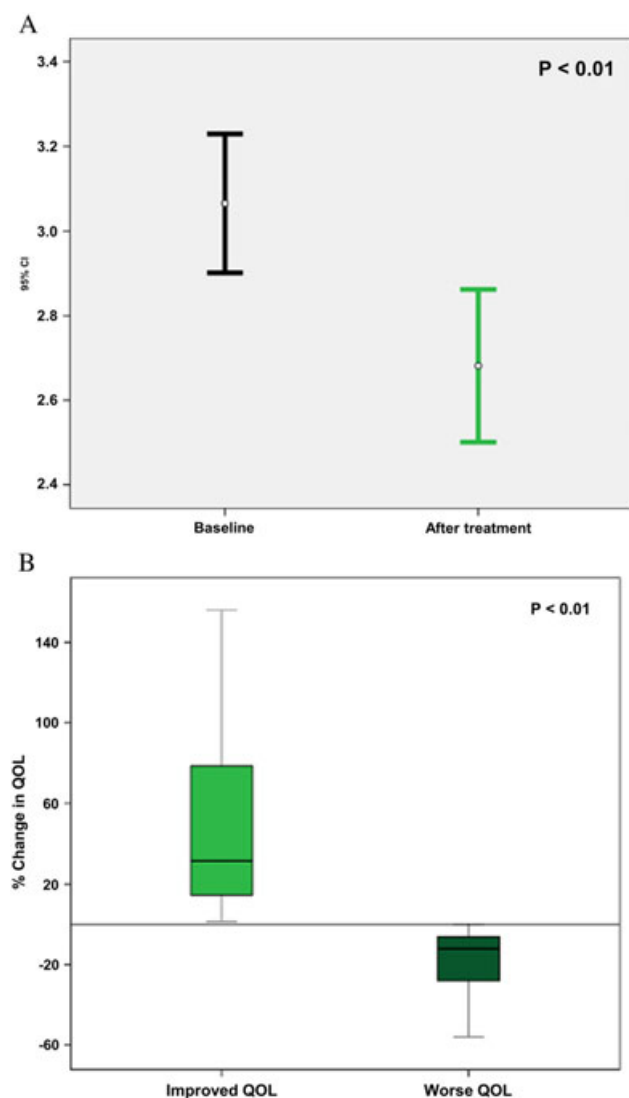 A
P < 0.01
3.4
3.2
3.0
2.8
2.6
2.4
95% CI
Baseline After treatment
B
P < 0.01
140
100
60
20
-20
-60
% Change in QOL
Improved QOL Worse QOL